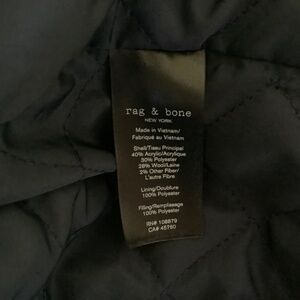 rag & bone
NEW YORK
Made in Vietnam/
Fabriqué au Vietnam
Shell/Tissu Principal
40% Acrylic/Acrylique
30% Polyester
28% Wool/Laine
2% Other Fiber/
L'autre Fibre
Lining/Doublure
100% Polyester
Filling/Remplissage
100% Polyester
RN# 108879
CA# 45760